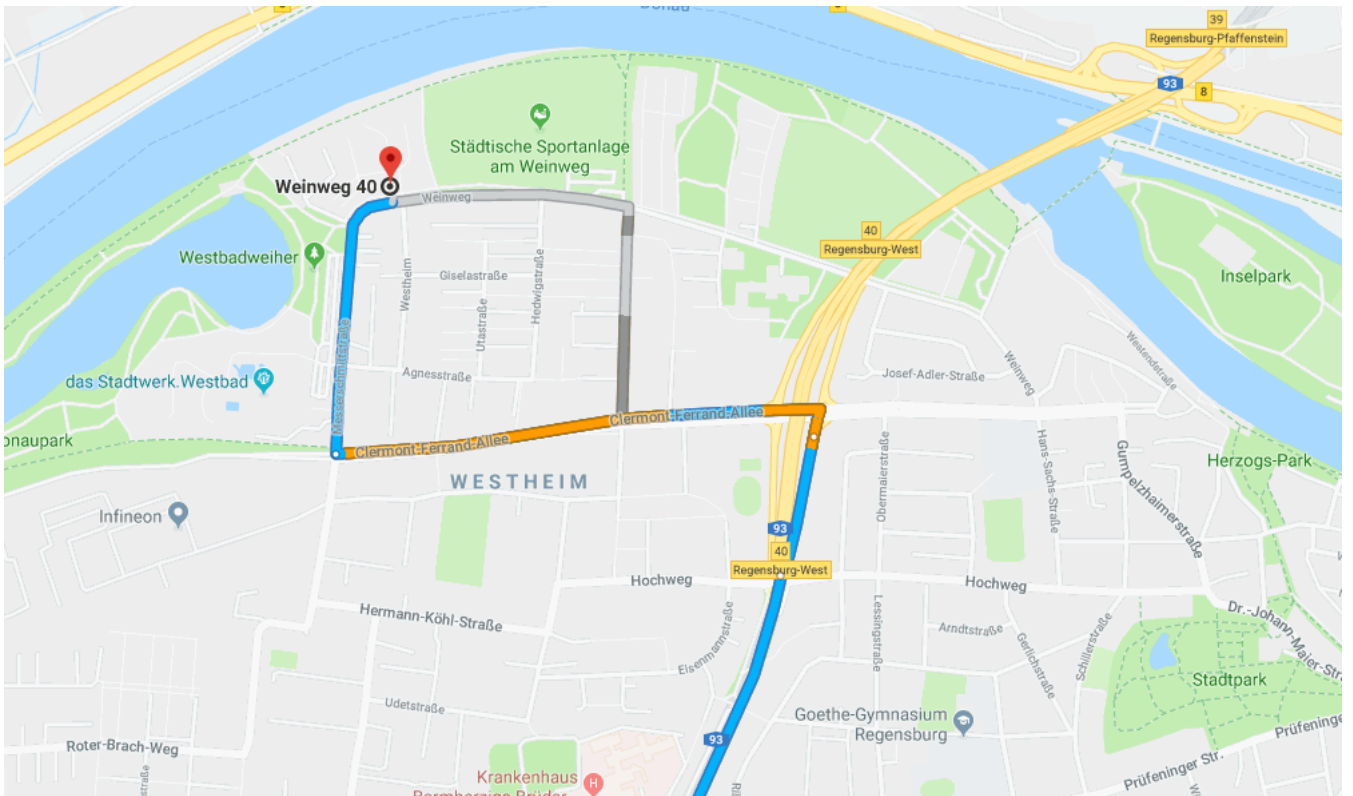 Donau
39
Regensburg-Pfaffenstein
93
8
Städtische Sportanlage
am Weinweg
Weinweg 40
Weinweg
40
Regensburg-West
Westbadweiher
Giselastraße
Westheim
Utastraße
Hedwigstraße
Inselpark
Messerschmittstraße
das Stadtwerk.Westbad
Agnesstraße
Josef-Adler-Straße
Weinweg
Westendstraße
onaupark
Clermont-Ferrand-Allee
Clermont-Ferrand-Allee
WESTHEIM
Obermaierstraße
Hans-Sachs-Straße
Gumpelzhaimerstraße
Herzogs-Park
Infineon
93
40
Regensburg-West
Hochweg
Hochweg
Hermann-Köhl-Straße
Eisenmannstraße
Lessingstraße
Arndtstraße
Gerlichstraße
Schillerstraße
Dr.-Johann-Maier-Str.
Stadtpark
Udetstraße
Goethe-Gymnasium
Regensburg
93
Roter-Brach-Weg
Prüfeninge
Prüfeninger Str.
Krankenhaus
H
Barmherzige Brüder